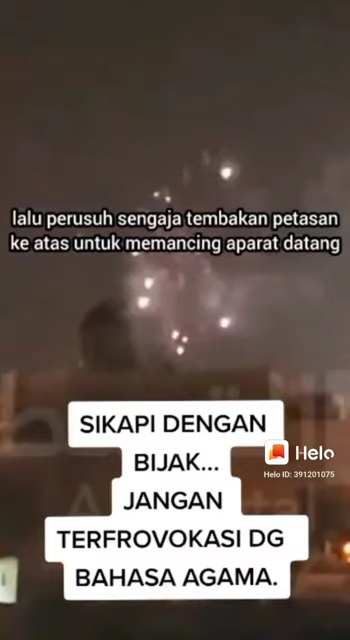 lalu perusuh sengaja tembakan petasan
ke atas untuk memancing aparat datang
SIKAPI DENGAN
BIJAK...
JANGAN
TERFROVOKASI DG
BAHASA AGAMA.
Helo
Helo ID: 391201075